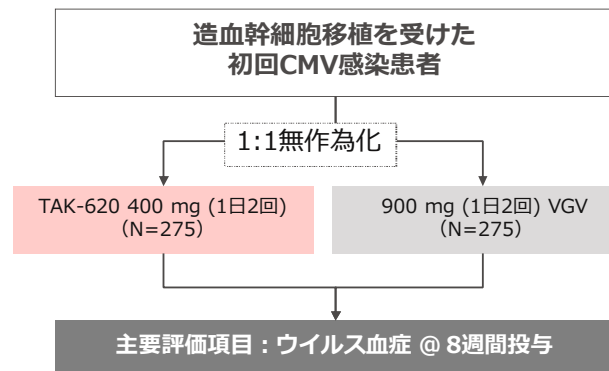 造血幹細胞移植を受けた
初回CMV感染患者
1:1無作為化
TAK-620 400 mg (1日2回)
（N=275）
900 mg (1日2回) VGV
（N=275）
主要評価項目：ウイルス血症 @ 8週間投与